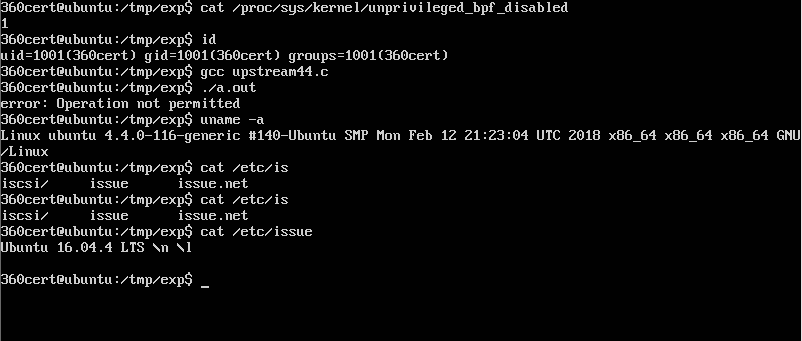 360cert@ubuntu:/tmp/exp$ cat /proc/sys/kernel/unprivileged_bpf_disabled
1
360cert@ubuntu:/tmp/exp$ id
uid=1001(360cert) gid=1001(360cert) groups=1001(360cert)
360cert@ubuntu:/tmp/exp$ gcc upstream44.c
360cert@ubuntu:/tmp/exp$ ./a.out
error: Operation not permitted
360cert@ubuntu:/tmp/exp$ uname -a
Linux ubuntu 4.4.0-116-generic #140-Ubuntu SMP Mon Feb 12 21:23:04 UTC 2018 x86_64 x86_64 x86_64 GNU
/Linux
360cert@ubuntu:/tmp/exp$ cat /etc/is
iscsi/     issue      issue.net
360cert@ubuntu:/tmp/exp$ cat /etc/is
iscsi/     issue      issue.net
360cert@ubuntu:/tmp/exp$ cat /etc/issue
Ubuntu 16.04.4 LTS \n \l
360cert@ubuntu:/tmp/exp$ _